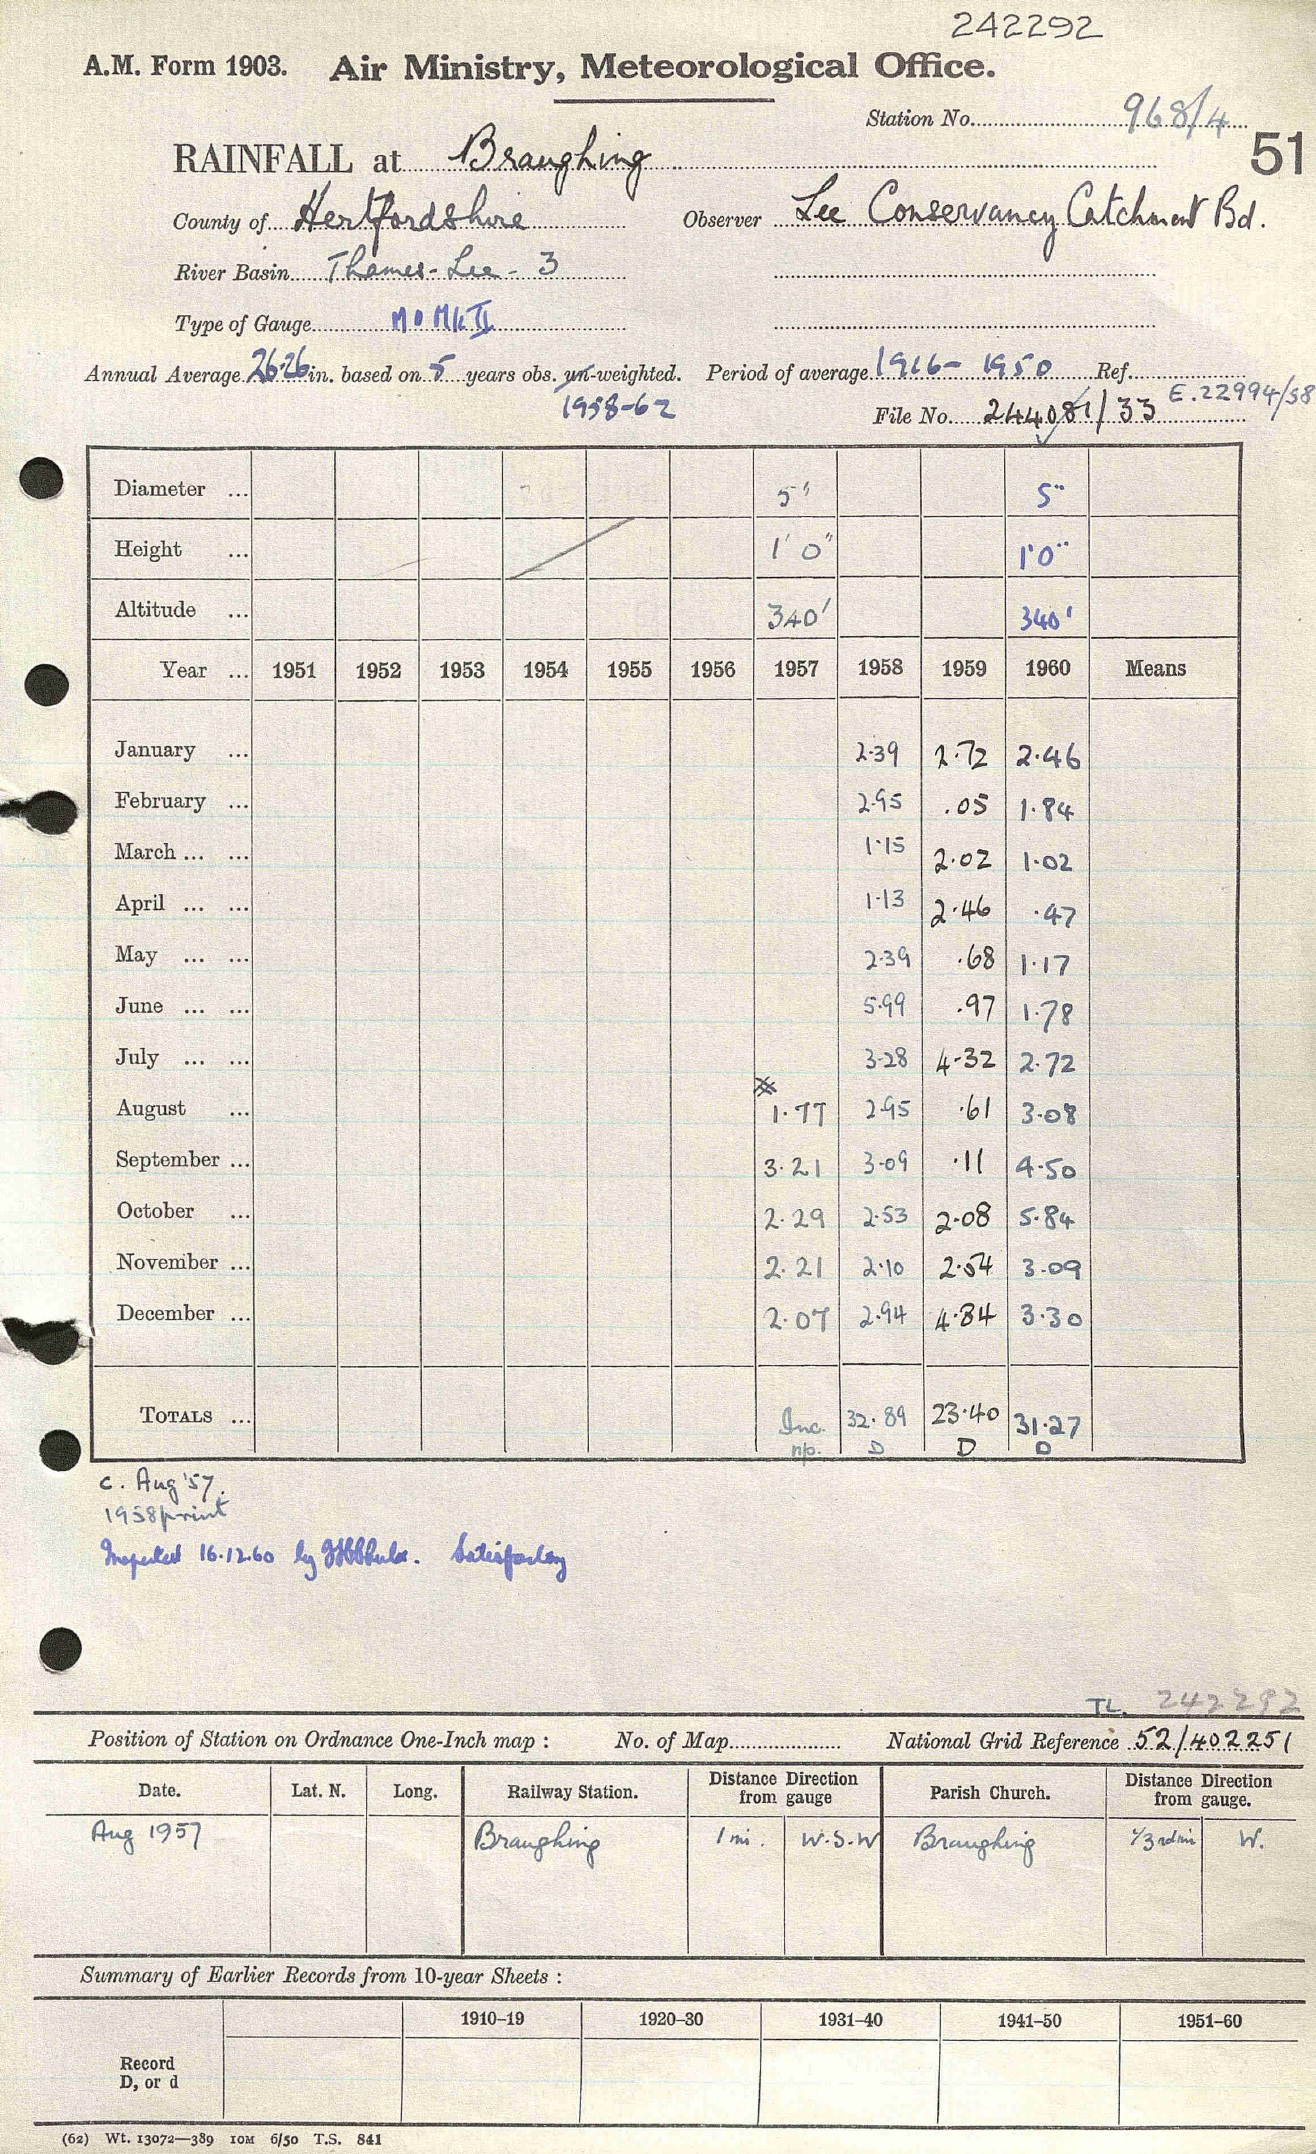 242292
A.M. Form 1903. Air Ministry, Meteorological Office.
Station No. 968/4
51
RAINFALL at Braughing
County of Hertfordshire Observer Lee Conservancy Catchment Bd.
River Basin Thames-Lee-3
Type of Gauge MO MkII
Annual Average 26.26 in. based on 5 years obs. un-weighted. Period of average 1916-1950 Ref. E.22994/58
1958-62 File No. 244081/33
Diameter ... 5" 5"
Height ... 1' 0" 1'0"
Altitude ... 340' 340'
Year ... 1951 1952 1953 1954 1955 1956 1957 1958 1959 1960 Means
January ... 2.39 2.72 2.46
February ... 2.95 .05 1.84
March ... ... 1.15 2.02 1.02
April ... ... 1.13 2.46 .47
May ... ... 2.39 .68 1.17
June ... ... 5.99 .97 1.78
July ... ... 3.28 4.32 2.72
August ... 1.77 2.95 .61 3.08
September ... 3.21 3.09 .11 4.50
October ... 2.29 2.53 2.08 5.84
November ... 2.21 2.10 2.54 3.09
December ... 2.07 2.94 4.84 3.30
TOTALS ... Inc. 32.89 23.40 31.27
n/p. D D D
c. Aug '57.
1958 print
Inspected 16.12.60 by Satisfactory
TL. 242292
Position of Station on Ordnance One-Inch map : No. of Map National Grid Reference 52/402251
Date. Lat. N. Long. Railway Station. Distance from gauge Direction Parish Church. Distance from gauge. Direction
Aug 1957 Braughing 1 mi. W.S.W Braughing 1/3 rd mi W.
Summary of Earlier Records from 10-year Sheets :
1910–19 1920–30 1931–40 1941–50 1951–60
Record
D, or d
(62) Wt. 13072—389 10M 6/50 T.S. 841